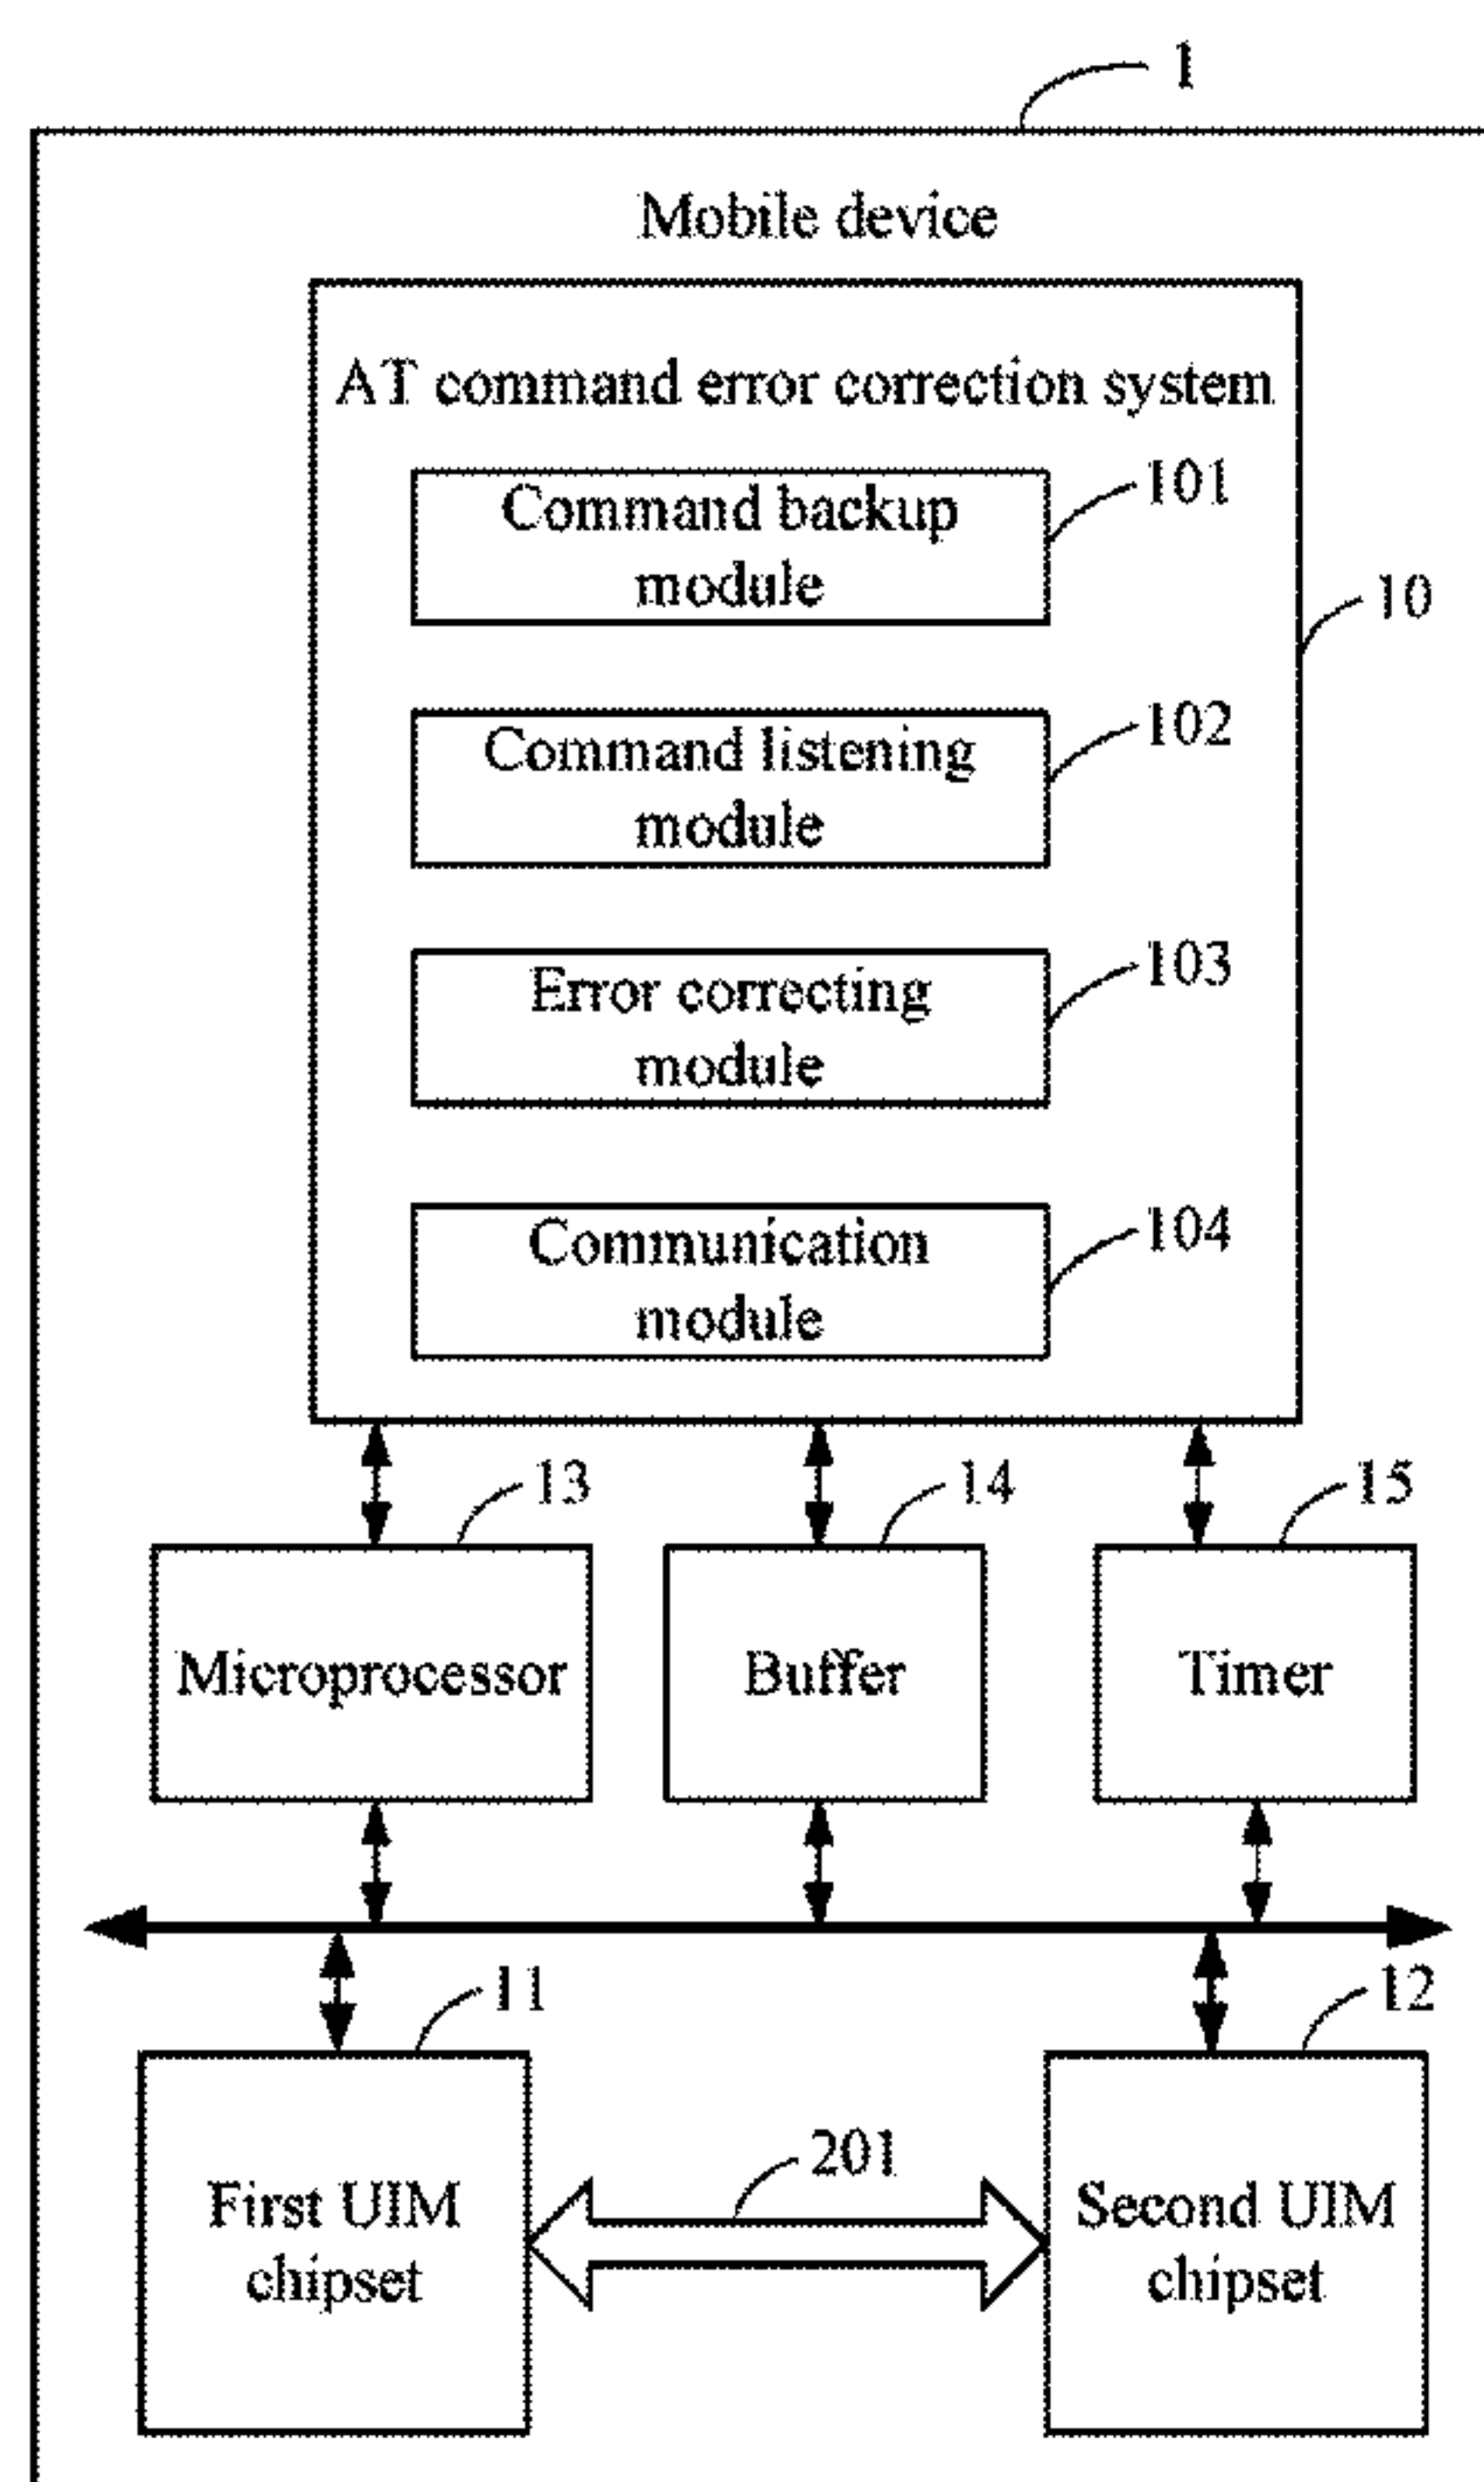 1
Mobile device
AT command error correction system
101
Command backup
module
10
102
Command listening
module
103
Error correcting
module
104
Communication
module
13
14
15
Microprocessor
Buffer
Timer
11
12
201
First UIM
chipset
Second UIM
chipset